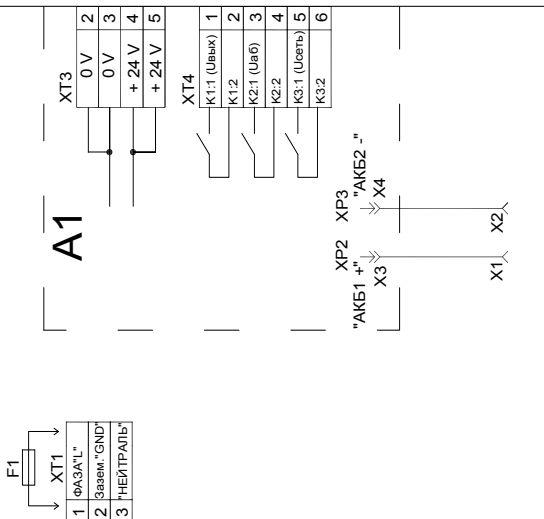 A1
XT3
0 V 2
0 V 3
+ 24 V 4
+ 24 V 5
XT4
K1:1 (Uвых) 1
K1:2 2
K2:1 (Uаб) 3
K2:2 4
K3:1 (Uсеть) 5
K3:2 6
XP2
"АКБ1 +"
X3
X1
XP3
"АКБ2 -"
X4
X2
F1
XT1
1 ФАЗА"L"
2 Зазем."GND"
3 "НЕЙТРАЛЬ"